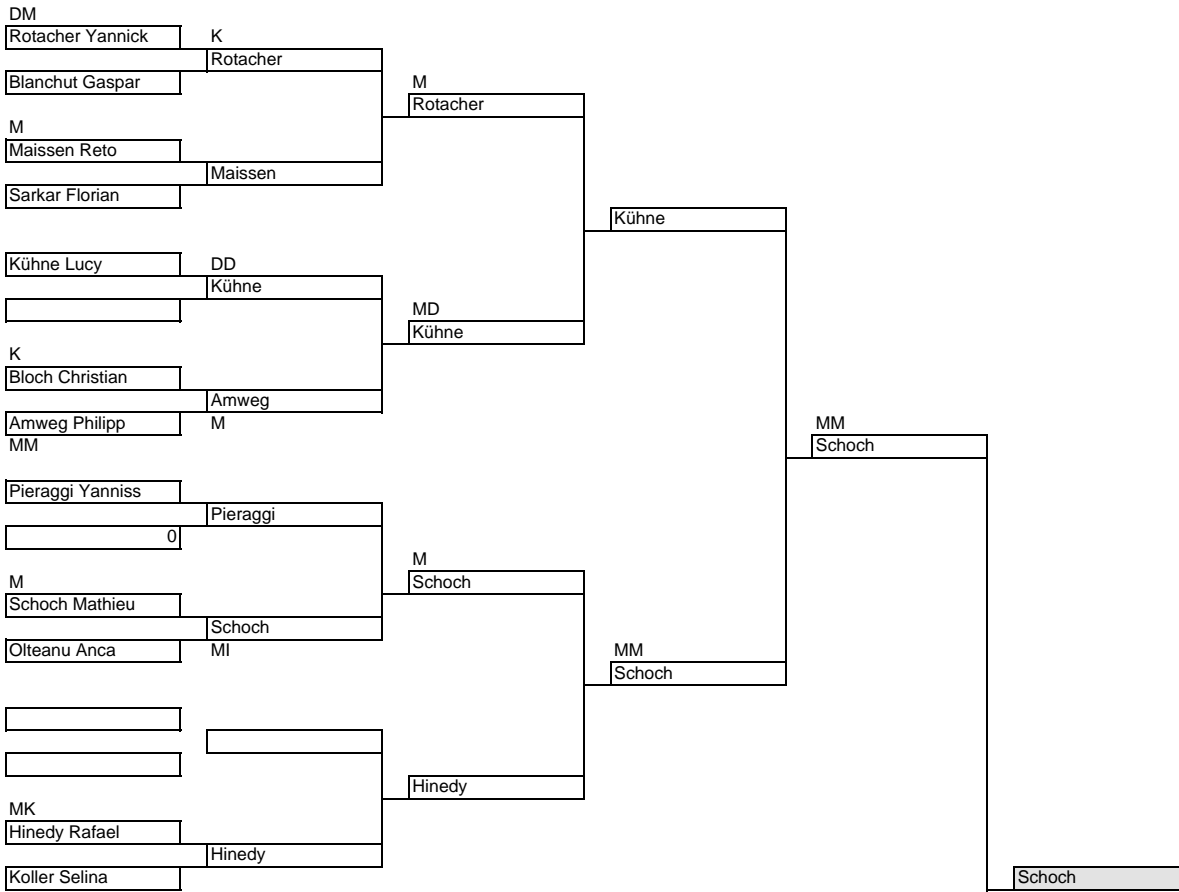 DM
Rotacher Yannick K
Rotacher
Blanchut Gaspar M
Rotacher
M
Maissen Reto
Maissen
Sarkar Florian
Kühne
Kühne Lucy DD
Kühne
MD
Kühne
K
Bloch Christian
Amweg
Amweg Philipp M MM
MM Schoch
Pieraggi Yanniss
Pieraggi
0
M
M Schoch
Schoch Mathieu
Schoch
Olteanu Anca MI MM
Schoch
Hinedy
MK
Hinedy Rafael
Hinedy
Koller Selina Schoch